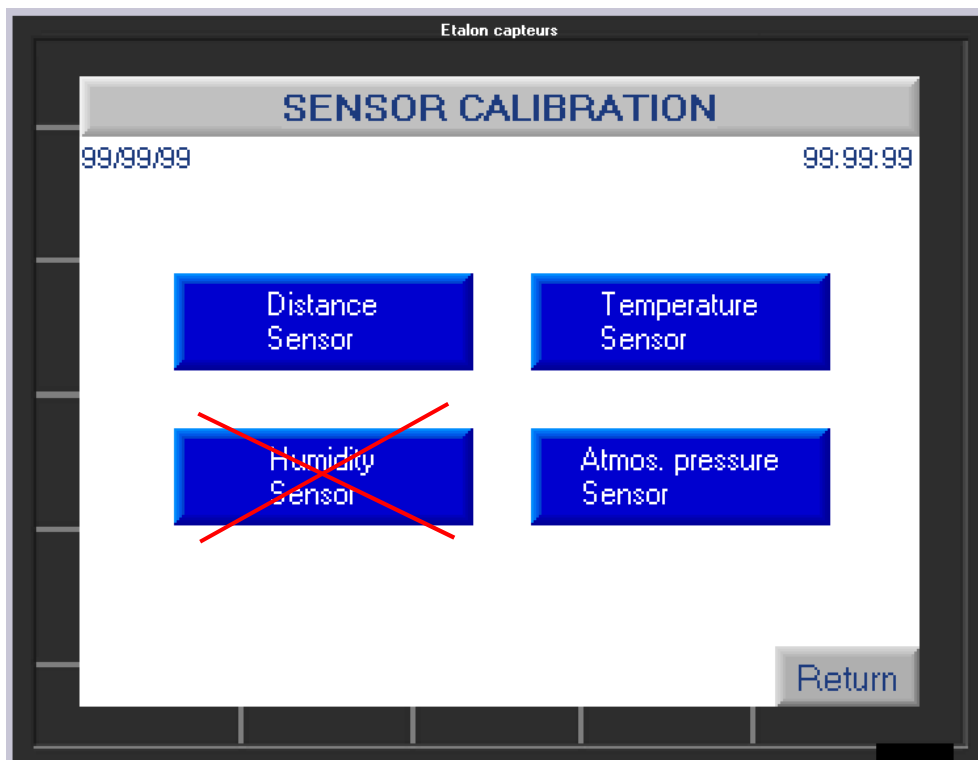 Etalon capteurs
SENSOR CALIBRATION
99/99/99 99:99:99
Distance
Sensor
Temperature
Sensor
Humidity
Sensor
Atmos. pressure
Sensor
Return